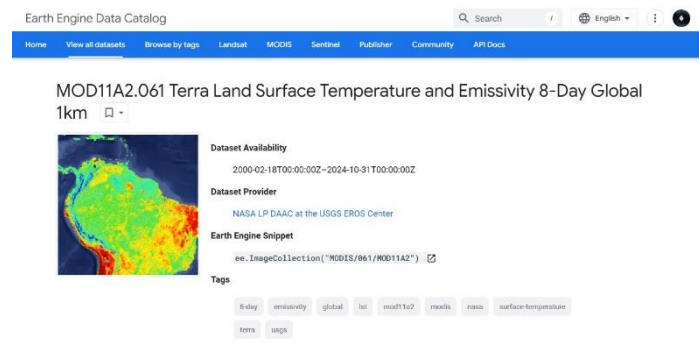 Earth Engine Data Catalog
Search /
English
Home View all datasets Browse by tags Landsat MODIS Sentinel Publisher Community API Docs
MOD11A2.061 Terra Land Surface Temperature and Emissivity 8-Day Global
1km
Dataset Availability
2000-02-18T00:00:00Z–2024-10-31T00:00:00Z
Dataset Provider
NASA LP DAAC at the USGS EROS Center
Earth Engine Snippet
ee.ImageCollection("MODIS/061/MOD11A2")
Tags
8-day emissivity global lst mod11a2 modis nasa surface-temperature
terra usgs